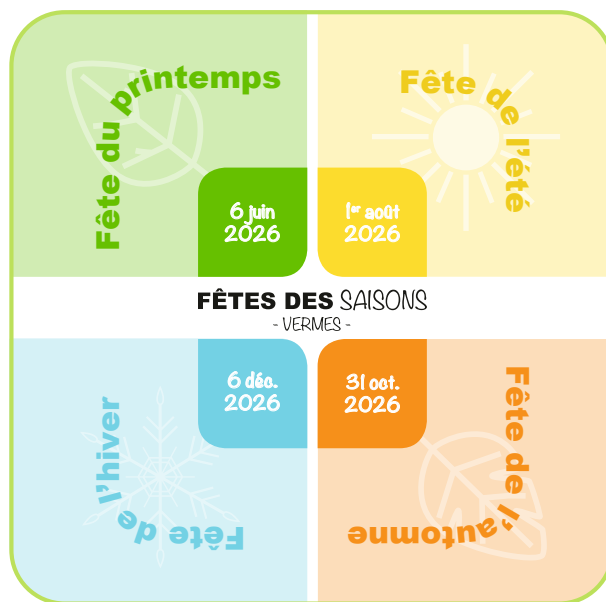 Fête du printemps
6 juin
2026
Fête de l'été
1er août
2026
FÊTES DES SAISONS
- VERMES -
Fête de l'hiver
6 déc.
2026
Fête de l'automne
31 oct.
2026